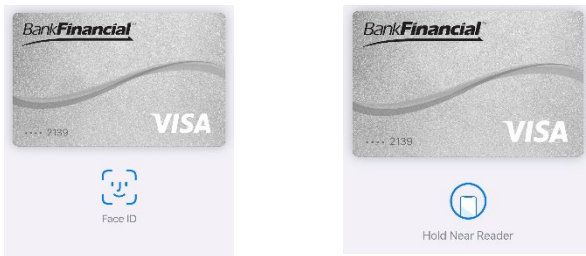 BankFinancial
VISA
.... 2139
Face ID
BankFinancial
VISA
.... 2139
Hold Near Reader